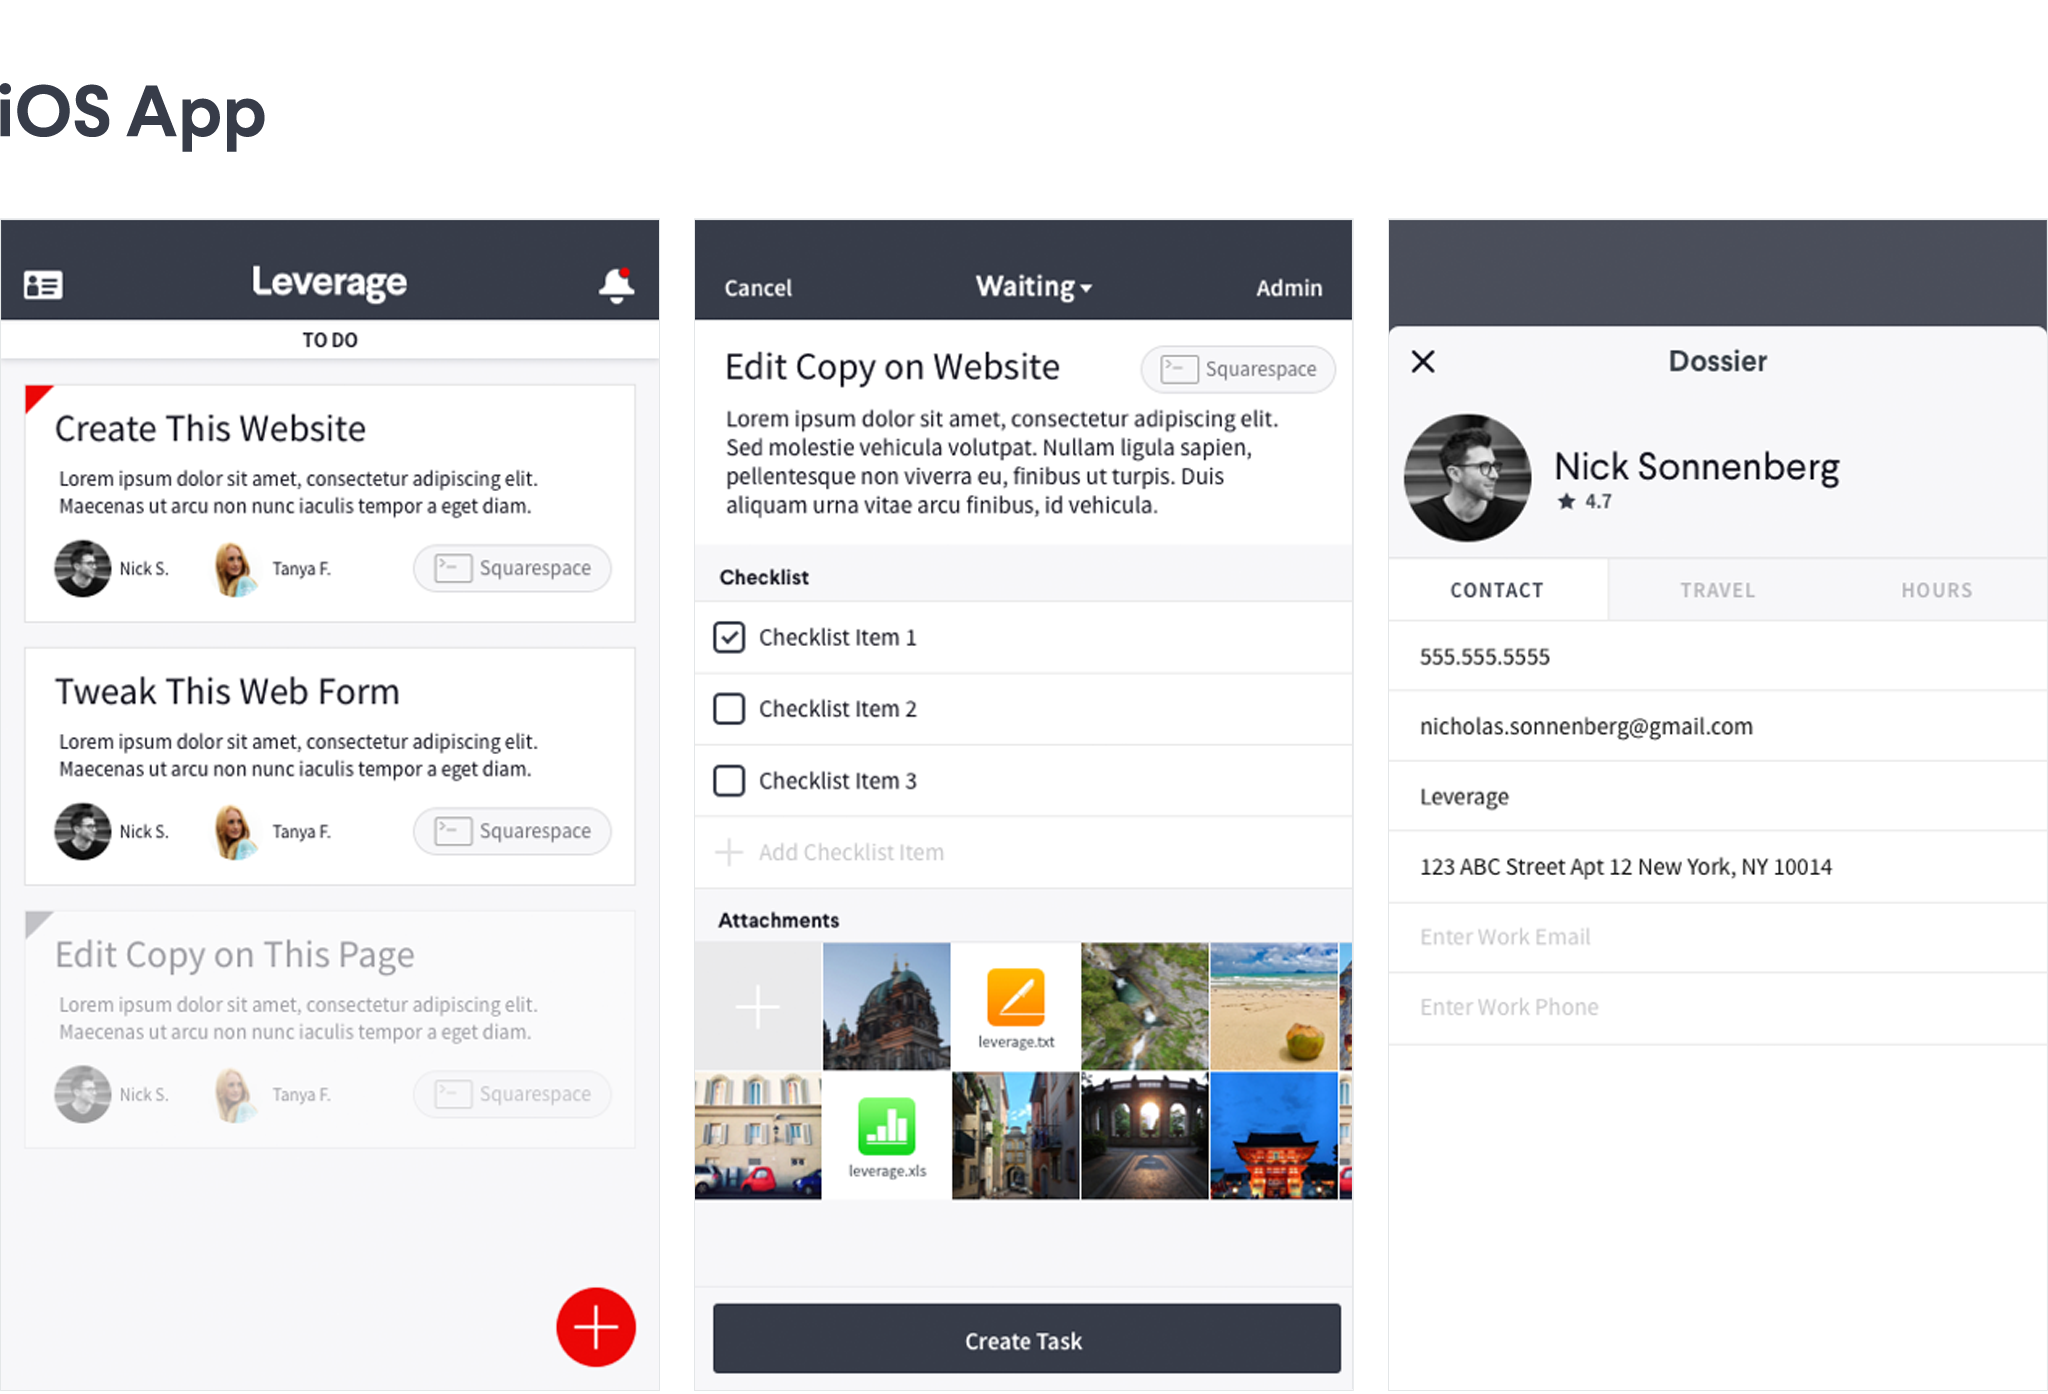 iOS App
Leverage
TO DO
Create This Website
Lorem ipsum dolor sit amet, consectetur adipiscing elit.
Maecenas ut arcu non nunc iaculis tempor a eget diam.
Nick S.
Tanya F.
Squarespace
Tweak This Web Form
Lorem ipsum dolor sit amet, consectetur adipiscing elit.
Maecenas ut arcu non nunc iaculis tempor a eget diam.
Nick S.
Tanya F.
Squarespace
Edit Copy on This Page
Lorem ipsum dolor sit amet, consectetur adipiscing elit.
Maecenas ut arcu non nunc iaculis tempor a eget diam.
Nick S.
Tanya F.
Squarespace
Cancel
Waiting
Admin
Edit Copy on Website
Squarespace
Lorem ipsum dolor sit amet, consectetur adipiscing elit.
Sed molestie vehicula volutpat. Nullam ligula sapien,
pellentesque non viverra eu, finibus ut turpis. Duis
aliquam urna vitae arcu finibus, id vehicula.
Checklist
Checklist Item 1
Checklist Item 2
Checklist Item 3
Add Checklist Item
Attachments
leverage.txt
leverage.xls
Create Task
Dossier
Nick Sonnenberg
4.7
CONTACT
TRAVEL
HOURS
555.555.5555
nicholas.sonnenberg@gmail.com
Leverage
123 ABC Street Apt 12 New York, NY 10014
Enter Work Email
Enter Work Phone